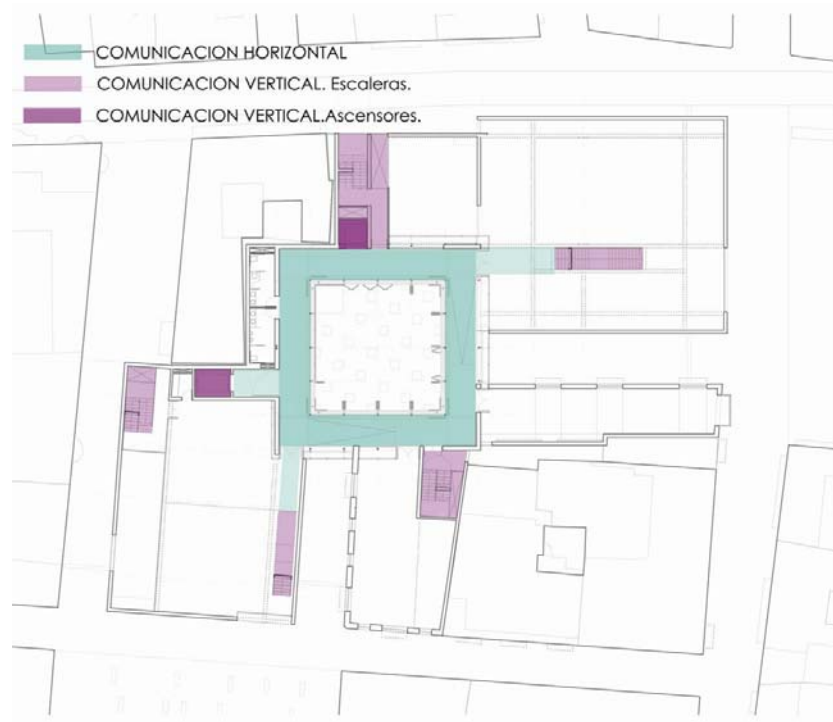 COMUNICACION HORIZONTAL
COMUNICACION VERTICAL. Escaleras.
COMUNICACION VERTICAL.Ascensores.